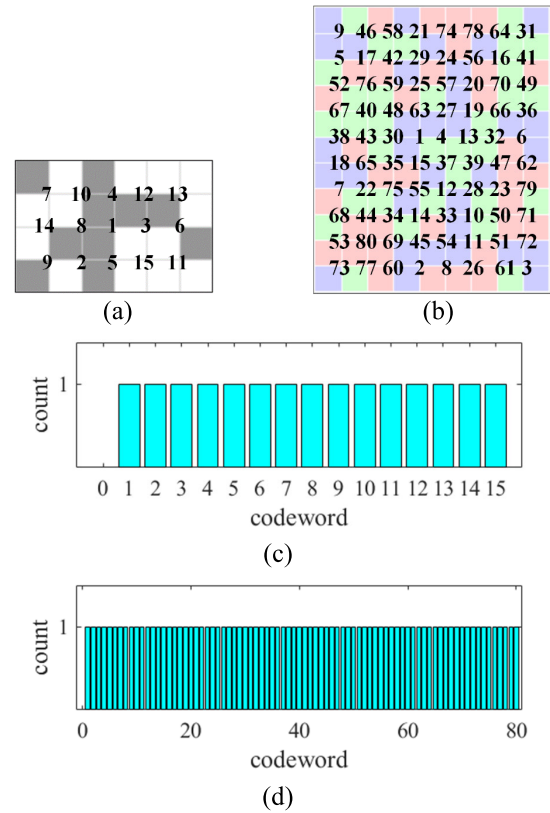 7 10 4 12 13
14 8 1 3 6
9 2 5 15 11
(a)
9 46 58 21 74 78 64 31
5 17 42 29 24 56 16 41
52 76 59 25 57 20 70 49
67 40 48 63 27 19 66 36
38 43 30 1 4 13 32 6
18 65 35 15 37 39 47 62
7 22 75 55 12 28 23 79
68 44 34 14 33 10 50 71
53 80 69 45 54 11 51 72
73 77 60 2 8 26 61 3
(b)
count
1
0 1 2 3 4 5 6 7 8 9 10 11 12 13 14 15
codeword
(c)
count
1
0 20 40 60 80
codeword
(d)